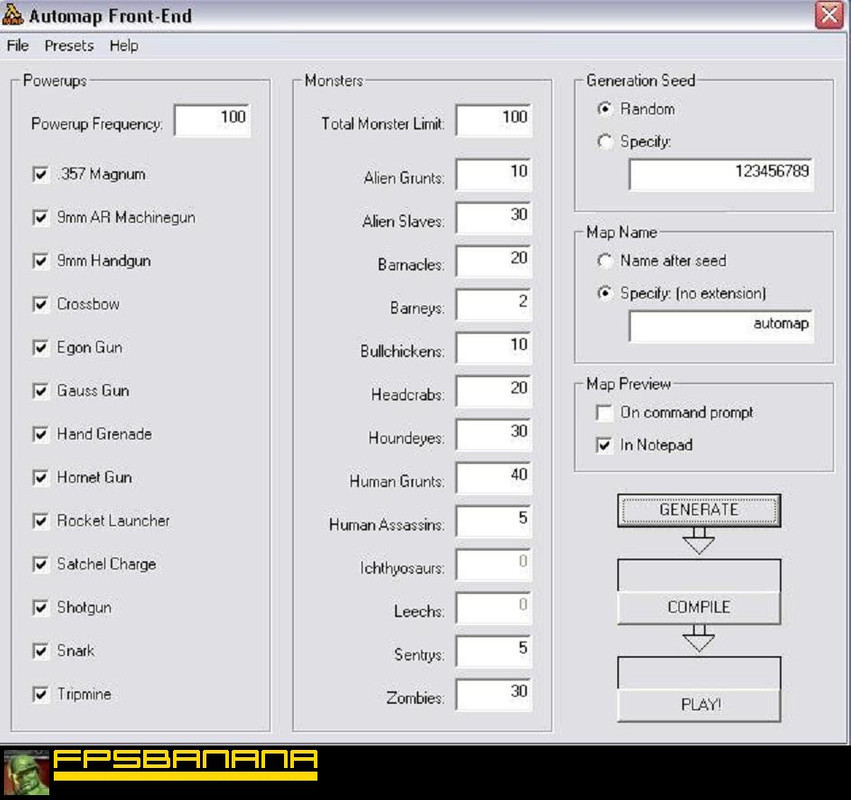 Automap Front-End
File Presets Help
Powerups
Powerup Frequency: 100
.357 Magnum
9mm AR Machinegun
9mm Handgun
Crossbow
Egon Gun
Gauss Gun
Hand Grenade
Hornet Gun
Rocket Launcher
Satchel Charge
Shotgun
Snark
Tripmine
Monsters
Total Monster Limit: 100
Alien Grunts: 10
Alien Slaves: 30
Barnacles: 20
Barneys: 2
Bullchickens: 10
Headcrabs: 20
Houndeyes: 30
Human Grunts: 40
Human Assassins: 5
Ichthyosaurs: 0
Leechs: 0
Sentrys: 5
Zombies: 30
Generation Seed
Random
Specify:
123456789
Map Name
Name after seed
Specify: (no extension)
automap
Map Preview
On command prompt
In Notepad
GENERATE
COMPILE
PLAY!
FPSBANANA